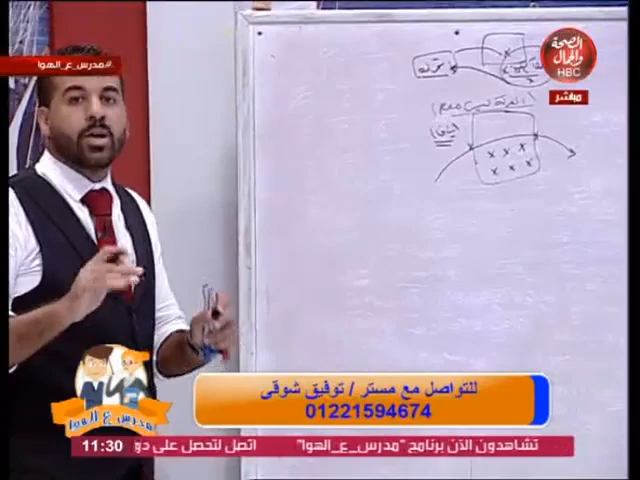 #مدرس_ع_الهوا
الصحة
والجمال
HBC
مباشر
للتواصل مع مستر / توفيق شوقى
01221594674
مدرس ع الهوا
11:30
تشاهدون الآن برنامج "مدرس_ع_الهوا"
اتصل لتحصل على درو